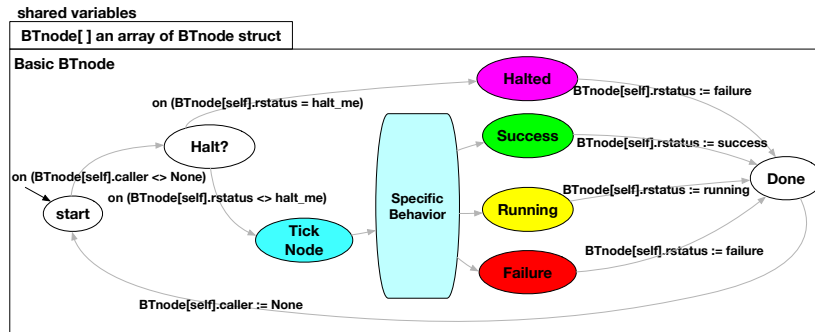 shared variables
BTnode[ ] an array of BTnode struct
Basic BTnode
Halted
BTnode[self].rstatus := failure
on (BTnode[self].rstatus = halt_me)
Halt?
Success
BTnode[self].rstatus := success
on (BTnode[self].caller <> None)
Done
Specific
Behavior
BTnode[self].rstatus := running
on (BTnode[self].rstatus <> halt_me)
start
Running
Tick
Node
BTnode[self].rstatus := failure
Failure
BTnode[self].caller := None